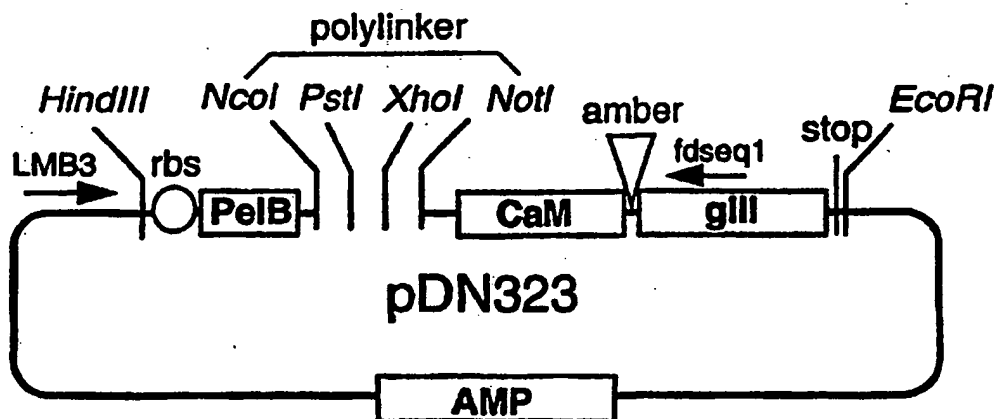 polylinker
HindIII NcoI PstI XhoI NotI EcoRI
amber stop
LMB3 rbs fdseq1
PelB CaM gIII
pDN323
AMP